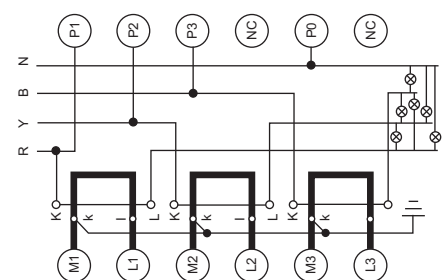 P1 P2 P3 NC P0 NC
N
B
Y
R
K L K L K
k l k l k
M1 L1 M2 L2 M3 L3